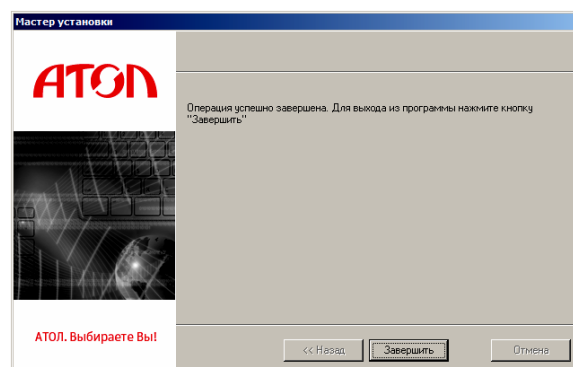 Мастер установки
АТОЛ
Операция успешно завершена. Для выхода из программы нажмите кнопку
"Завершить"
АТОЛ. Выбираете Вы!
<< Назад
Завершить
Отмена